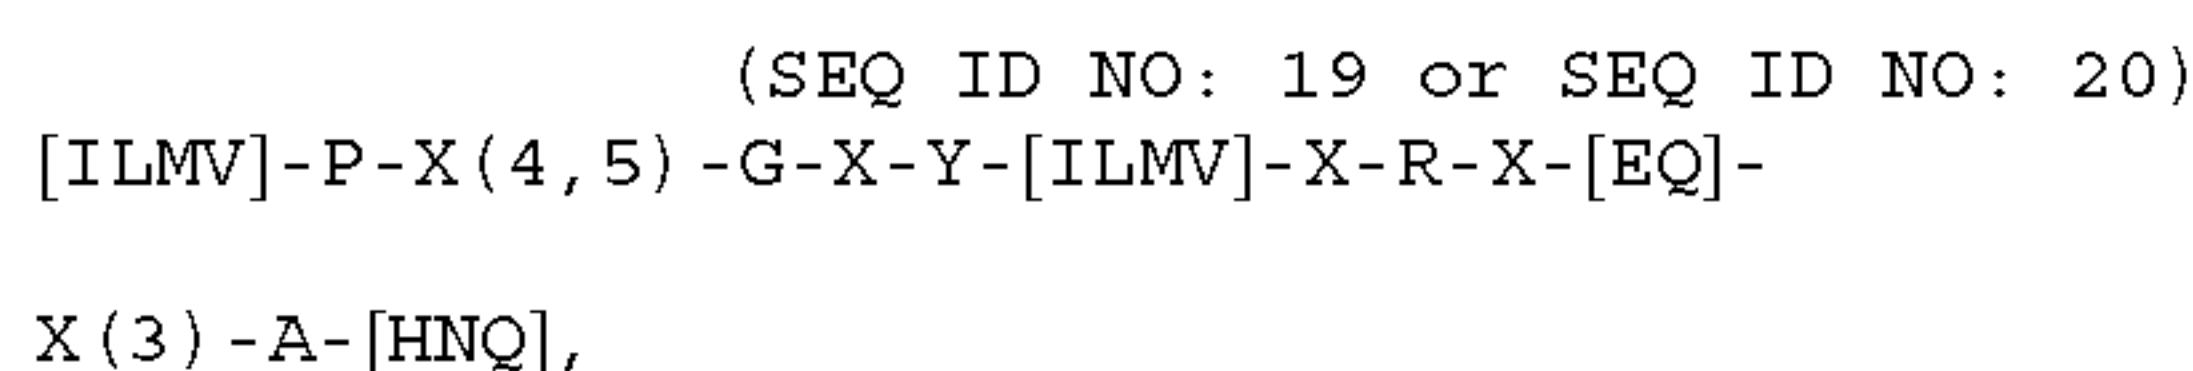 (SEQ ID NO: 19 or SEQ ID NO: 20)
[ILMV]-P-X(4,5)-G-X-Y-[ILMV]-X-R-X-[EQ]-
X(3)-A-[HNQ],